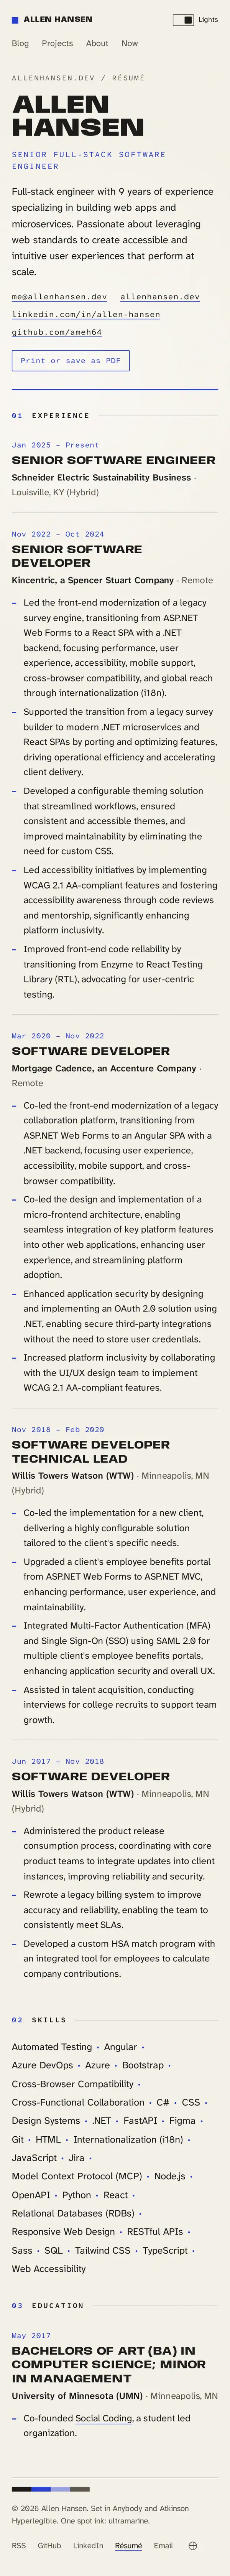 ALLEN HANSEN
Lights
Blog Projects About Now
ALLENHANSEN.DEV / RÉSUMÉ
ALLEN
HANSEN
SENIOR FULL-STACK SOFTWARE
ENGINEER
Full-stack engineer with 9 years of experience
specializing in building web apps and
microservices. Passionate about leveraging
web standards to create accessible and
intuitive user experiences that perform at
scale.
me@allenhansen.dev allenhansen.dev
linkedin.com/in/allen-hansen
github.com/ameh64
Print or save as PDF
01 EXPERIENCE
Jan 2025 – Present
SENIOR SOFTWARE ENGINEER
Schneider Electric Sustainability Business ·
Louisville, KY (Hybrid)
Nov 2022 – Oct 2024
SENIOR SOFTWARE
DEVELOPER
Kincentric, a Spencer Stuart Company · Remote
– Led the front-end modernization of a legacy
survey engine, transitioning from ASP.NET
Web Forms to a React SPA with a .NET
backend, focusing performance, user
experience, accessibility, mobile support,
cross-browser compatibility, and global reach
through internationalization (i18n).
– Supported the transition from a legacy survey
builder to modern .NET microservices and
React SPAs by porting and optimizing features,
driving operational efficiency and accelerating
client delivery.
– Developed a configurable theming solution
that streamlined workflows, ensured
consistent and accessible themes, and
improved maintainability by eliminating the
need for custom CSS.
– Led accessibility initiatives by implementing
WCAG 2.1 AA-compliant features and fostering
accessibility awareness through code reviews
and mentorship, significantly enhancing
platform inclusivity.
– Improved front-end code reliability by
transitioning from Enzyme to React Testing
Library (RTL), advocating for user-centric
testing.
Mar 2020 – Nov 2022
SOFTWARE DEVELOPER
Mortgage Cadence, an Accenture Company ·
Remote
– Co-led the front-end modernization of a legacy
collaboration platform, transitioning from
ASP.NET Web Forms to an Angular SPA with a
.NET backend, focusing user experience,
accessibility, mobile support, and cross-
browser compatibility.
– Co-led the design and implementation of a
micro-frontend architecture, enabling
seamless integration of key platform features
into other web applications, enhancing user
experience, and streamlining platform
adoption.
– Enhanced application security by designing
and implementing an OAuth 2.0 solution using
.NET, enabling secure third-party integrations
without the need to store user credentials.
– Increased platform inclusivity by collaborating
with the UI/UX design team to implement
WCAG 2.1 AA-compliant features.
Nov 2018 – Feb 2020
SOFTWARE DEVELOPER
TECHNICAL LEAD
Willis Towers Watson (WTW) · Minneapolis, MN
(Hybrid)
– Co-led the implementation for a new client,
delivering a highly configurable solution
tailored to the client's specific needs.
– Upgraded a client's employee benefits portal
from ASP.NET Web Forms to ASP.NET MVC,
enhancing performance, user experience, and
maintainability.
– Integrated Multi-Factor Authentication (MFA)
and Single Sign-On (SSO) using SAML 2.0 for
multiple client's employee benefits portals,
enhancing application security and overall UX.
– Assisted in talent acquisition, conducting
interviews for college recruits to support team
growth.
Jun 2017 – Nov 2018
SOFTWARE DEVELOPER
Willis Towers Watson (WTW) · Minneapolis, MN
(Hybrid)
– Administered the product release
consumption process, coordinating with core
product teams to integrate updates into client
instances, improving reliability and security.
– Rewrote a legacy billing system to improve
accuracy and reliability, enabling the team to
consistently meet SLAs.
– Developed a custom HSA match program with
an integrated tool for employees to calculate
company contributions.
02 SKILLS
Automated Testing • Angular •
Azure DevOps • Azure • Bootstrap •
Cross-Browser Compatibility •
Cross-Functional Collaboration • C# • CSS •
Design Systems • .NET • FastAPI • Figma •
Git • HTML • Internationalization (i18n) •
JavaScript • Jira •
Model Context Protocol (MCP) • Node.js •
OpenAPI • Python • React •
Relational Databases (RDBs) •
Responsive Web Design • RESTful APIs •
Sass • SQL • Tailwind CSS • TypeScript •
Web Accessibility
03 EDUCATION
May 2017
BACHELORS OF ART (BA) IN
COMPUTER SCIENCE; MINOR
IN MANAGEMENT
University of Minnesota (UMN) · Minneapolis, MN
– Co-founded Social Coding, a student led
organization.
© 2026 Allen Hansen. Set in Anybody and Atkinson
Hyperlegible. One spot ink: ultramarine.
RSS GitHub LinkedIn Résumé Email